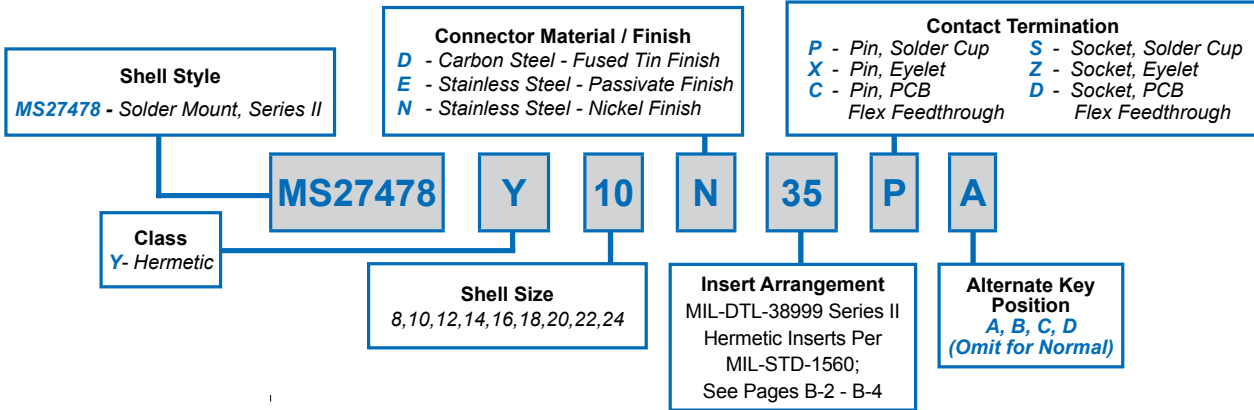 Shell Style
MS27478 - Solder Mount, Series II
Connector Material / Finish
D - Carbon Steel - Fused Tin Finish
E - Stainless Steel - Passivate Finish
N - Stainless Steel - Nickel Finish
Contact Termination
P - Pin, Solder Cup
X - Pin, Eyelet
C - Pin, PCB
Flex Feedthrough
S - Socket, Solder Cup
Z - Socket, Eyelet
D - Socket, PCB
Flex Feedthrough
MS27478 Y 10 N 35 P A
Class
Y- Hermetic
Shell Size
8,10,12,14,16,18,20,22,24
Insert Arrangement
MIL-DTL-38999 Series II
Hermetic Inserts Per
MIL-STD-1560;
See Pages B-2 - B-4
Alternate Key
Position
A, B, C, D
(Omit for Normal)